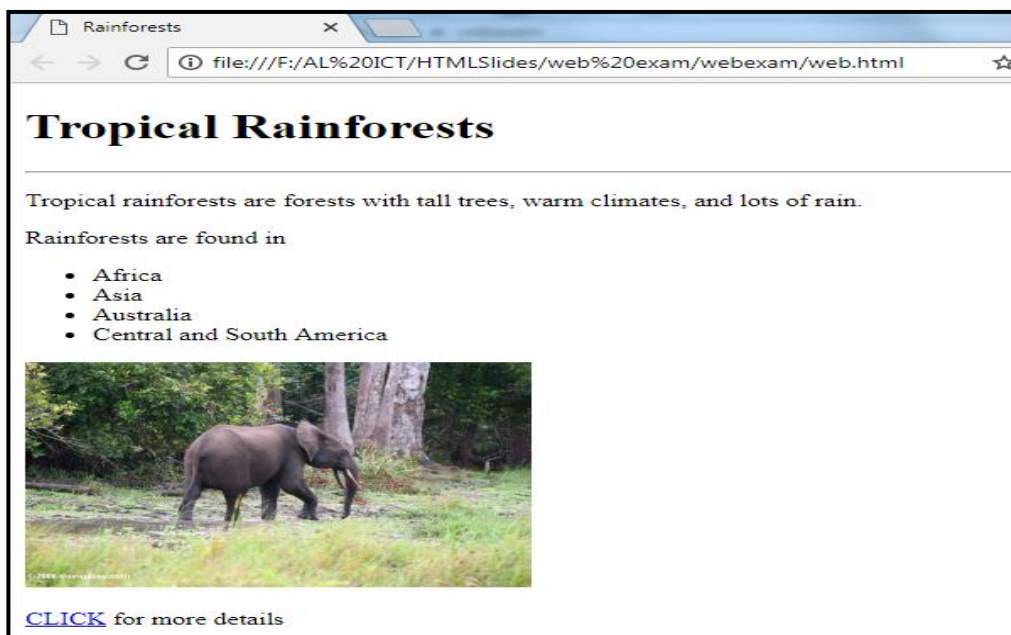 Rainforests
file:///F:/AL%20ICT/HTMLSlides/web%20exam/webexam/web.html
Tropical Rainforests
Tropical rainforests are forests with tall trees, warm climates, and lots of rain.
Rainforests are found in
• Africa
• Asia
• Australia
• Central and South America
CLICK for more details